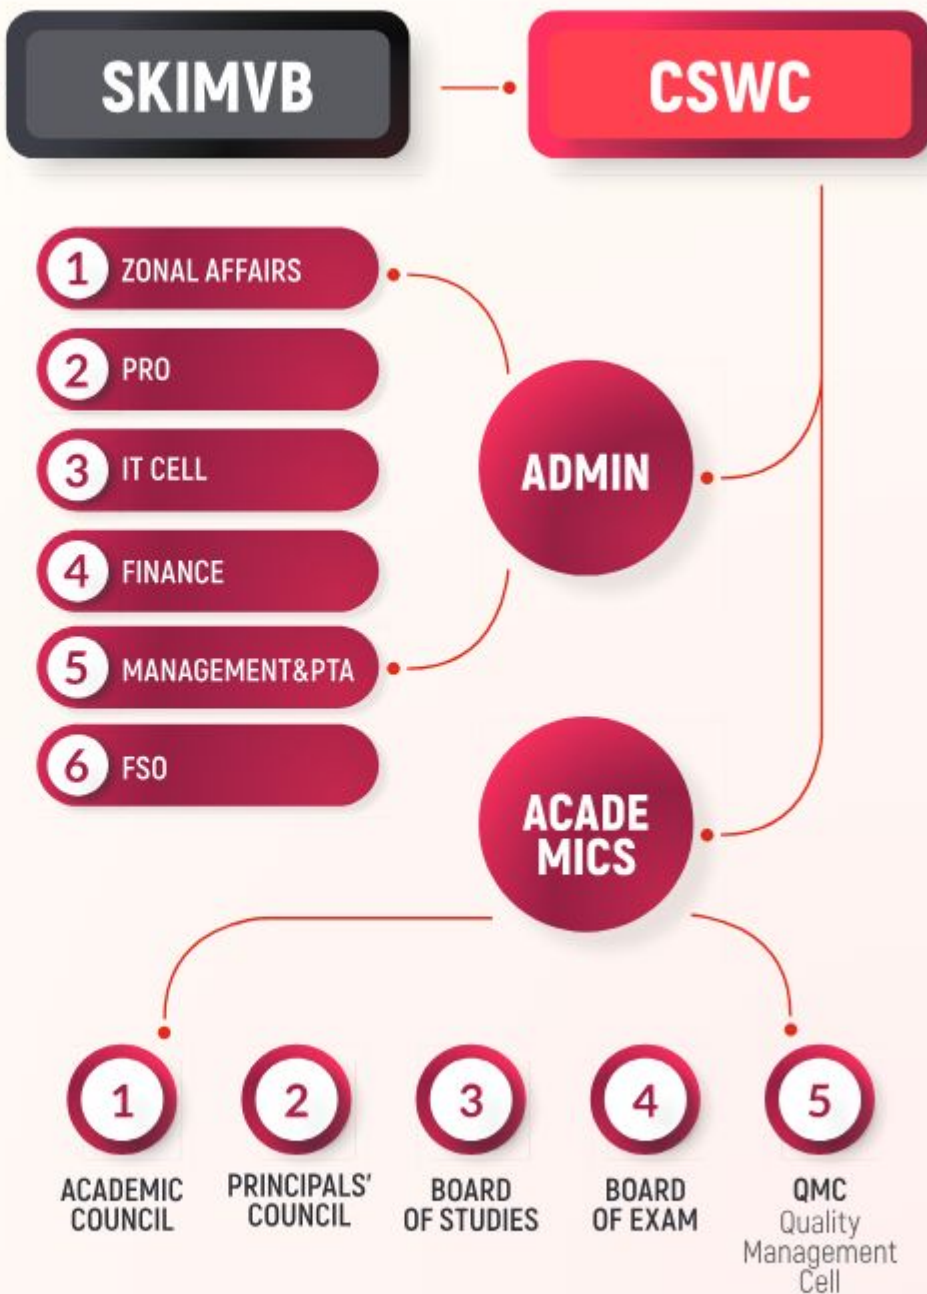 SKIMVB
CSWC
1 ZONAL AFFAIRS
2 PRO
3 IT CELL
4 FINANCE
5 MANAGEMENT&PTA
6 FSO
ADMIN
ACADE
MICS
1
ACADEMIC
COUNCIL
2
PRINCIPALS'
COUNCIL
3
BOARD
OF STUDIES
4
BOARD
OF EXAM
5
QMC
Quality
Management
Cell